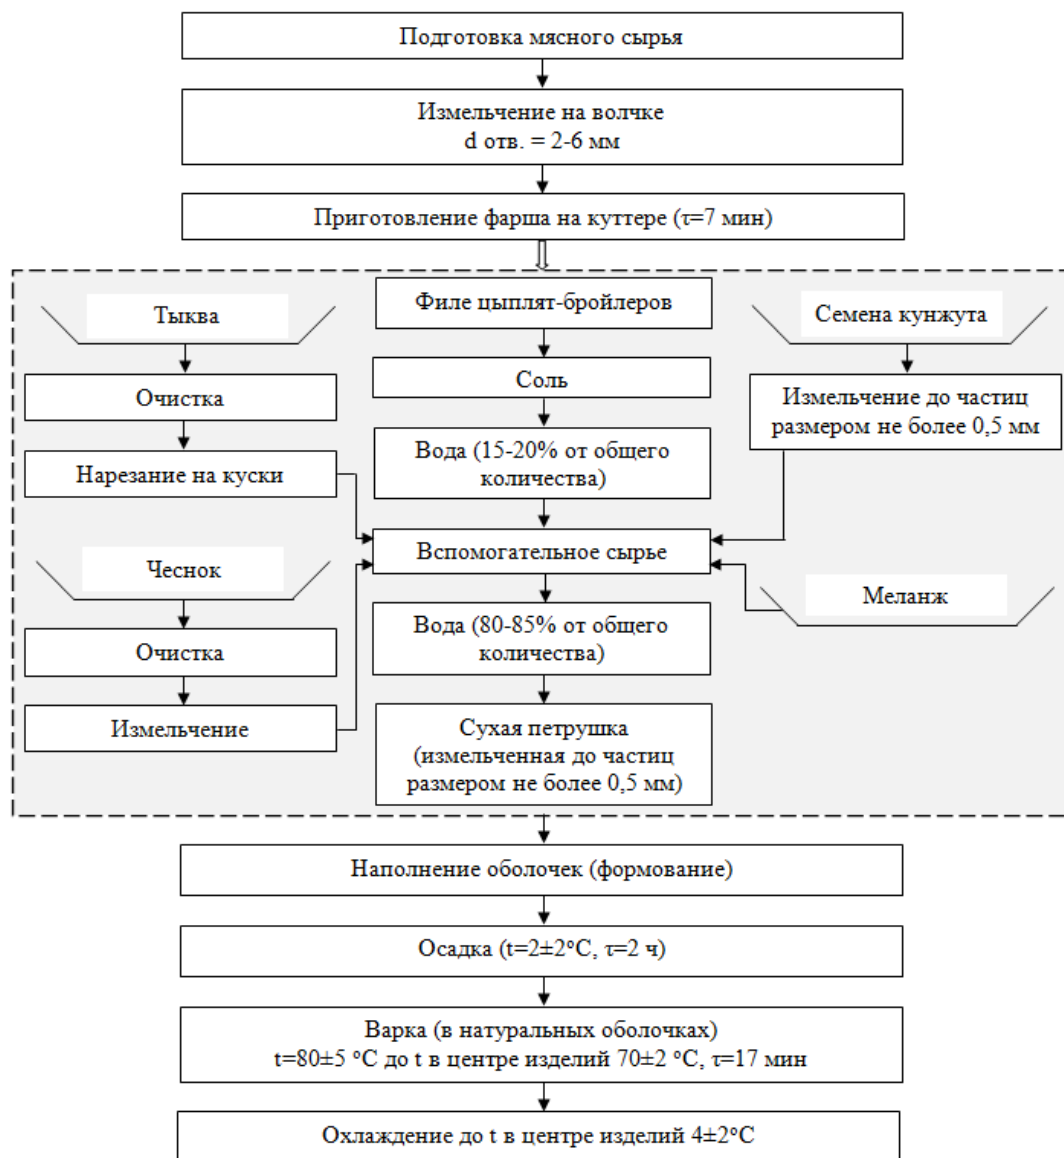 Подготовка мясного сырья
Измельчение на волчке
d отв. = 2-6 мм
Приготовление фарша на куттере (τ=7 мин)
Тыква
Очистка
Нарезание на куски
Чеснок
Очистка
Измельчение
Филе цыплят-бройлеров
Соль
Вода (15-20% от общего
количества)
Вспомогательное сырье
Вода (80-85% от общего
количества)
Сухая петрушка
(измельченная до частиц
размером не более 0,5 мм)
Семена кунжута
Измельчение до частиц
размером не более 0,5 мм
Меланж
Наполнение оболочек (формование)
Осадка (t=2±2°С, τ=2 ч)
Варка (в натуральных оболочках)
t=80±5 °С до t в центре изделий 70±2 °С, τ=17 мин
Охлаждение до t в центре изделий 4±2°С